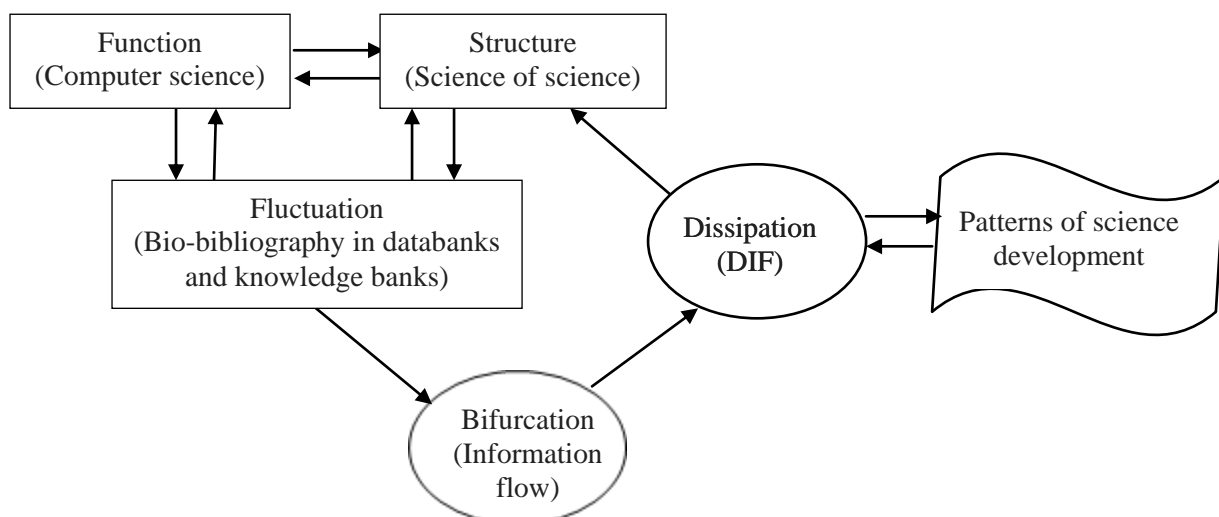 Function
(Computer science)
Structure
(Science of science)
Fluctuation
(Bio-bibliography in databanks
and knowledge banks)
Dissipation
(DIF)
Patterns of science
development
Bifurcation
(Information
flow)